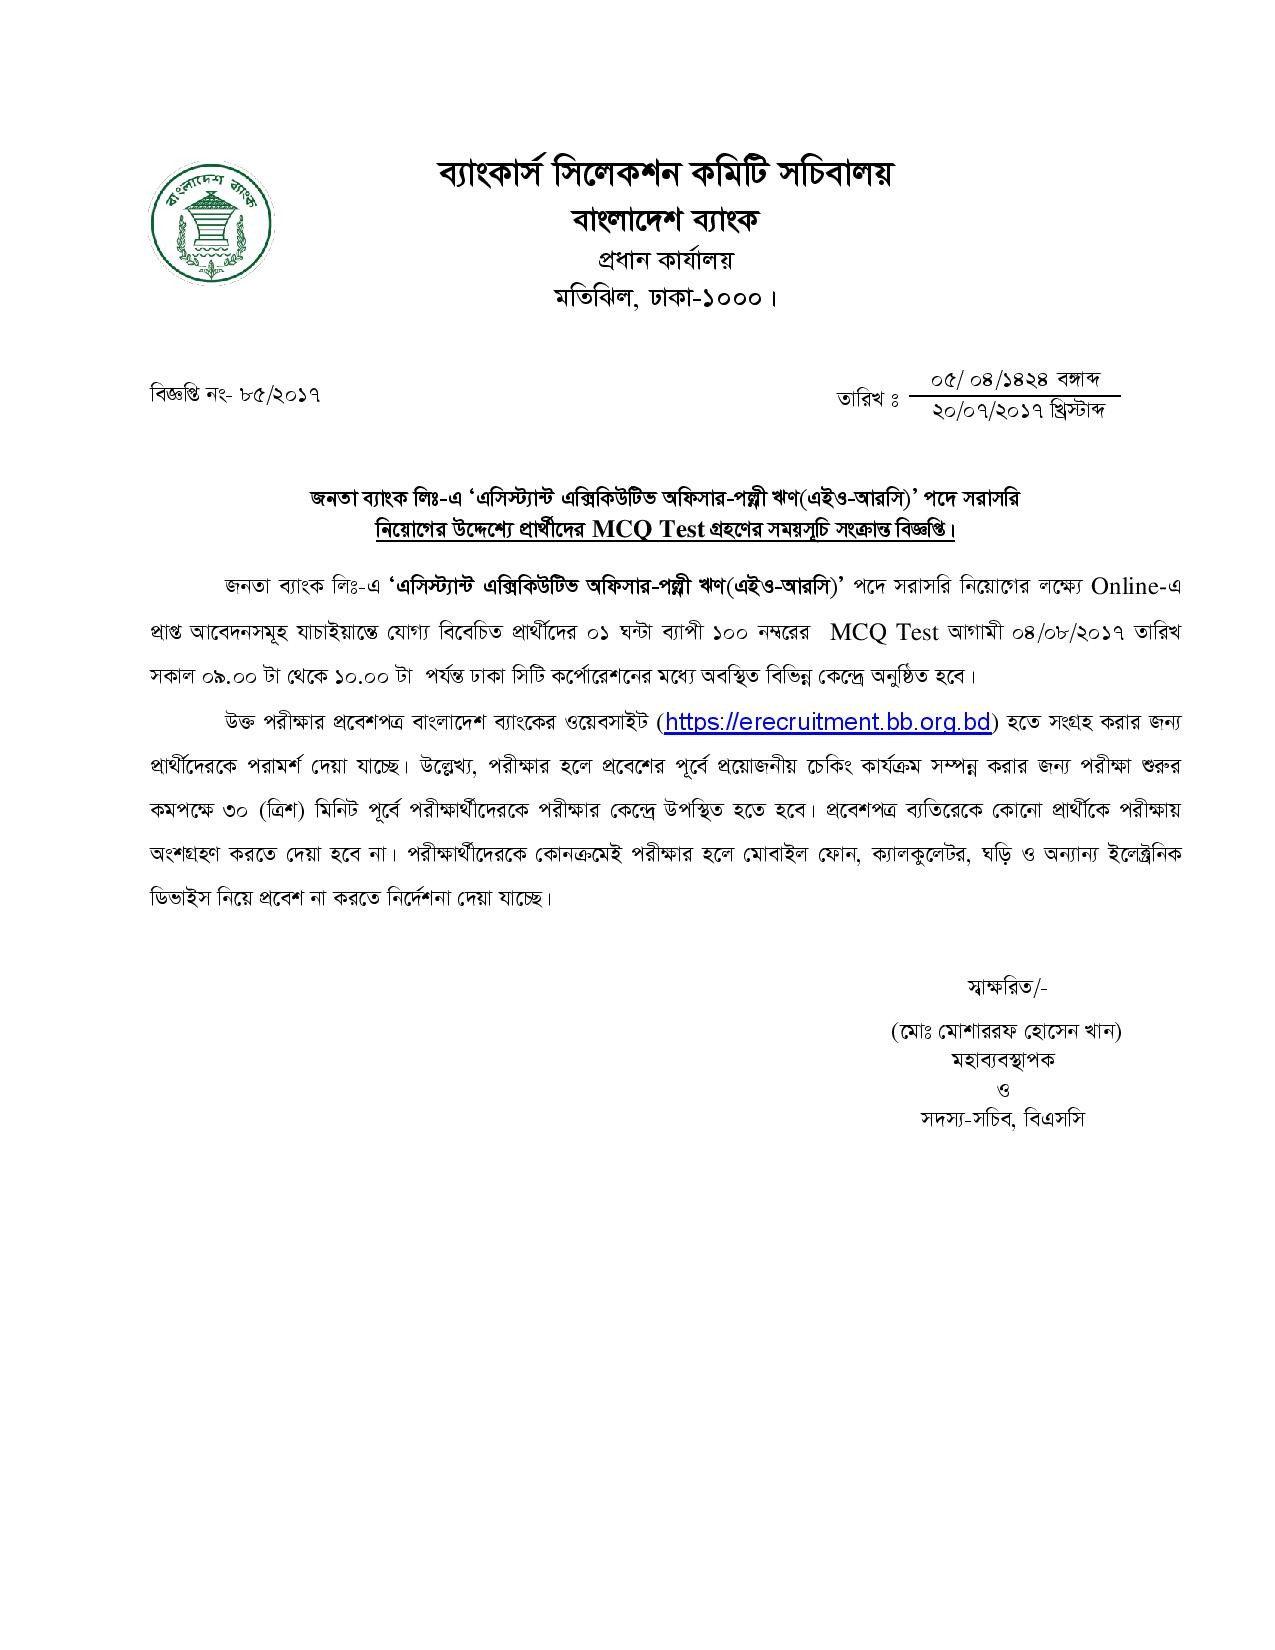 বাংলাদেশ ব্যাংক
ব্যাংকার্স সিলেকশন কমিটি সচিবালয়
বাংলাদেশ ব্যাংক
প্রধান কার্যালয়
মতিঝিল, ঢাকা-১০০০।
বিজ্ঞপ্তি নং- ৮৫/২০১৭
তারিখ ঃ ০৫/ ০৪/১৪২৪ বঙ্গাব্দ
২০/০৭/২০১৭ খ্রিস্টাব্দ
জনতা ব্যাংক লিঃ-এ ‘এসিস্ট্যান্ট এক্সিকিউটিভ অফিসার-পল্লী ঋণ(এইও-আরসি)’ পদে সরাসরি
নিয়োগের উদ্দেশ্যে প্রার্থীদের MCQ Test গ্রহণের সময়সূচি সংক্রান্ত বিজ্ঞপ্তি।
জনতা ব্যাংক লিঃ-এ ‘এসিস্ট্যান্ট এক্সিকিউটিভ অফিসার-পল্লী ঋণ(এইও-আরসি)’ পদে সরাসরি নিয়োগের লক্ষ্যে Online-এ
প্রাপ্ত আবেদনসমূহ যাচাইয়ান্তে যোগ্য বিবেচিত প্রার্থীদের ০১ ঘন্টা ব্যাপী ১০০ নম্বরের MCQ Test আগামী ০৪/০৮/২০১৭ তারিখ
সকাল ০৯.০০ টা থেকে ১০.০০ টা পর্যন্ত ঢাকা সিটি কর্পোরেশনের মধ্যে অবস্থিত বিভিন্ন কেন্দ্রে অনুষ্ঠিত হবে।
উক্ত পরীক্ষার প্রবেশপত্র বাংলাদেশ ব্যাংকের ওয়েবসাইট (https://erecruitment.bb.org.bd) হতে সংগ্রহ করার জন্য
প্রার্থীদেরকে পরামর্শ দেয়া যাচ্ছে। উল্লেখ্য, পরীক্ষার হলে প্রবেশের পূর্বে প্রয়োজনীয় চেকিং কার্যক্রম সম্পন্ন করার জন্য পরীক্ষা শুরুর
কমপক্ষে ৩০ (ত্রিশ) মিনিট পূর্বে পরীক্ষার্থীদেরকে পরীক্ষার কেন্দ্রে উপস্থিত হতে হবে। প্রবেশপত্র ব্যতিরেকে কোনো প্রার্থীকে পরীক্ষায়
অংশগ্রহণ করতে দেয়া হবে না। পরীক্ষার্থীদেরকে কোনক্রমেই পরীক্ষার হলে মোবাইল ফোন, ক্যালকুলেটর, ঘড়ি ও অন্যান্য ইলেক্ট্রনিক
ডিভাইস নিয়ে প্রবেশ না করতে নির্দেশনা দেয়া যাচ্ছে।
স্বাক্ষরিত/-
(মোঃ মোশাররফ হোসেন খান)
মহাব্যবস্থাপক
ও
সদস্য-সচিব, বিএসসি